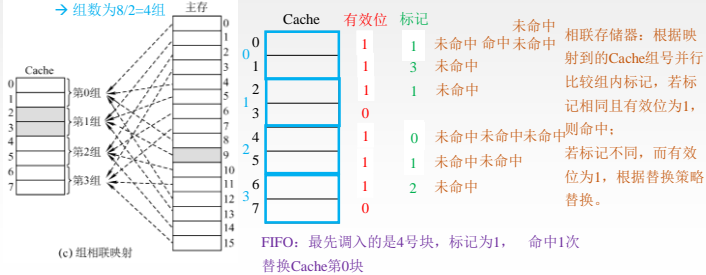 → 组数为8/2=4组
主存
0
1
2
3
4
5
6
7
8
9
10
11
12
13
14
15
Cache
0
1
2
3
4
5
6
7
第0组
第1组
第2组
第3组
(c) 组相联映射
Cache 有效位 标记
0
0 1 1 未命中 命中 未命中 未命中
1 1 3 未命中
1
2 1 1 未命中
3 0
2
4 1 0 未命中未命中未命中
5 1 1 未命中未命中
3
6 1 2 未命中
7 0
相联存储器：根据映
射到的Cache组号并行
比较组内标记，若标
记相同且有效位为1，
则命中；
若标记不同，而有效
位为1，根据替换策略
替换。
FIFO：最先调入的是4号块，标记为1， 命中1次
替换Cache第0块